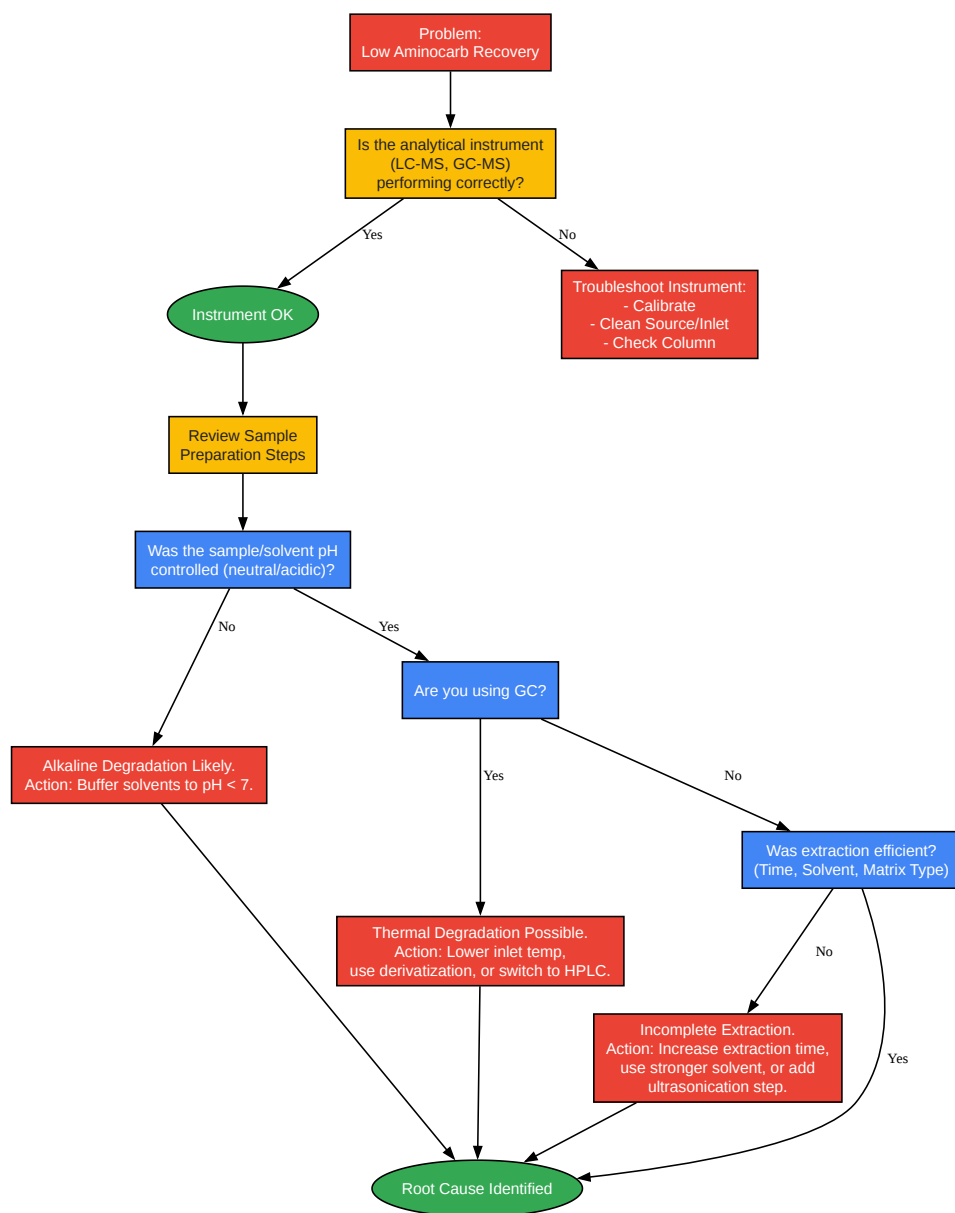 Problem:
Low Aminocarb Recovery
Is the analytical instrument
(LC-MS, GC-MS)
performing correctly?
Yes
No
Troubleshoot Instrument:
- Calibrate
- Clean Source/Inlet
- Check Column
Instrument OK
Review Sample
Preparation Steps
Was the sample/solvent pH
controlled (neutral/acidic)?
No
Yes
Are you using GC?
Alkaline Degradation Likely.
Action: Buffer solvents to pH < 7.
Yes
No
Was extraction efficient?
(Time, Solvent, Matrix Type)
Thermal Degradation Possible.
Action: Lower inlet temp,
use derivatization, or switch to HPLC.
No
Incomplete Extraction.
Action: Increase extraction time,
use stronger solvent, or add
ultrasonication step.
Yes
Root Cause Identified